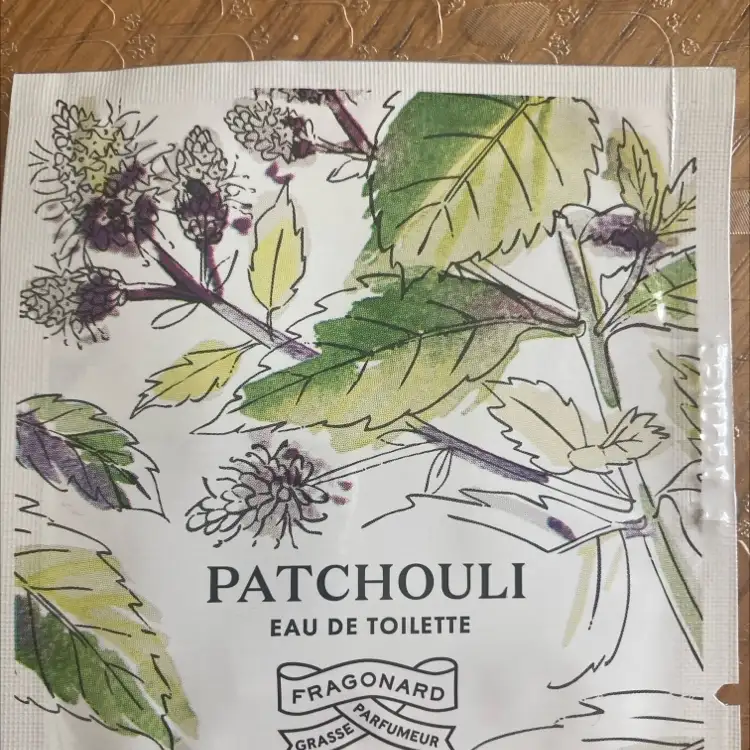 PATCHOULI
EAU DE TOILETTE
FRAGONARD
GRASSE PARFUMEUR